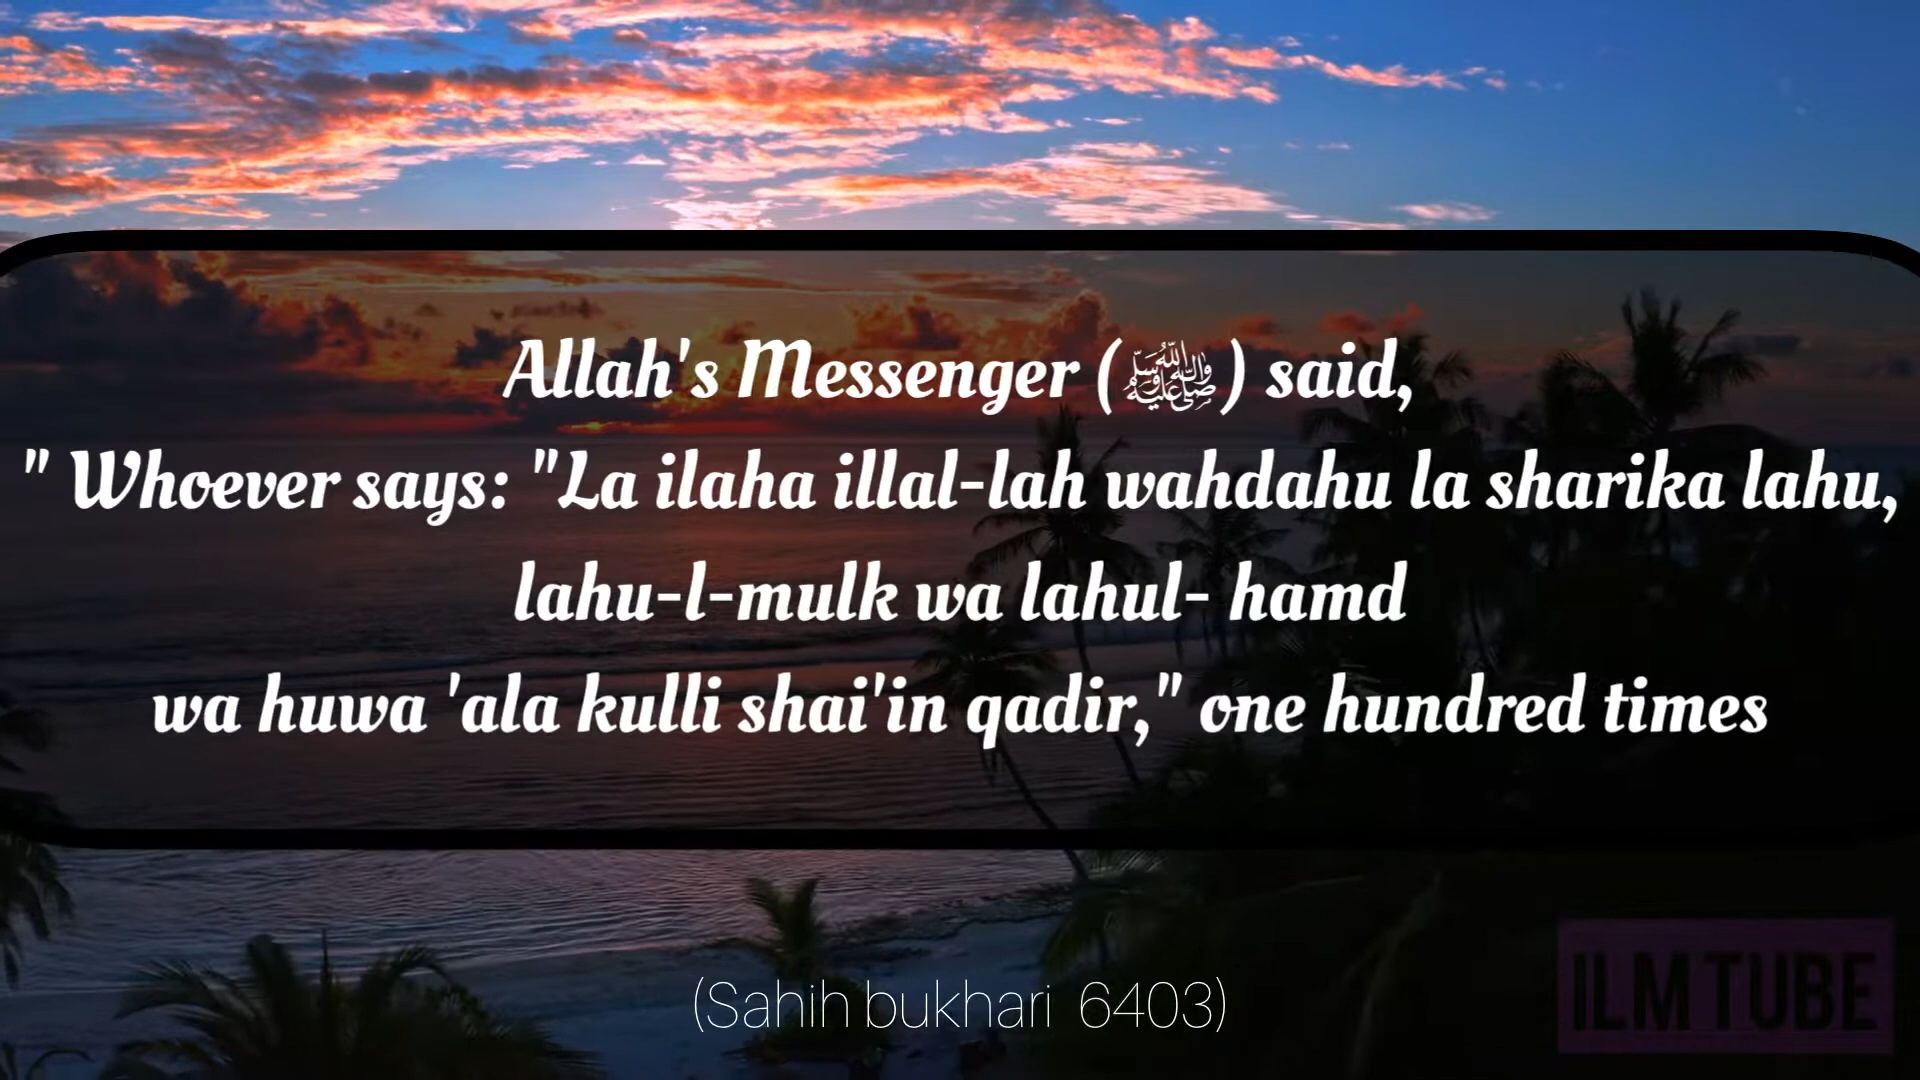 Allah's Messenger (ﷺ) said,
" Whoever says: "La ilaha illal-lah wahdahu la sharika lahu,
lahu-l-mulk wa lahul- hamd
wa huwa 'ala kulli shai'in qadir," one hundred times
(Sahih bukhari 6403)
ILM TUBE